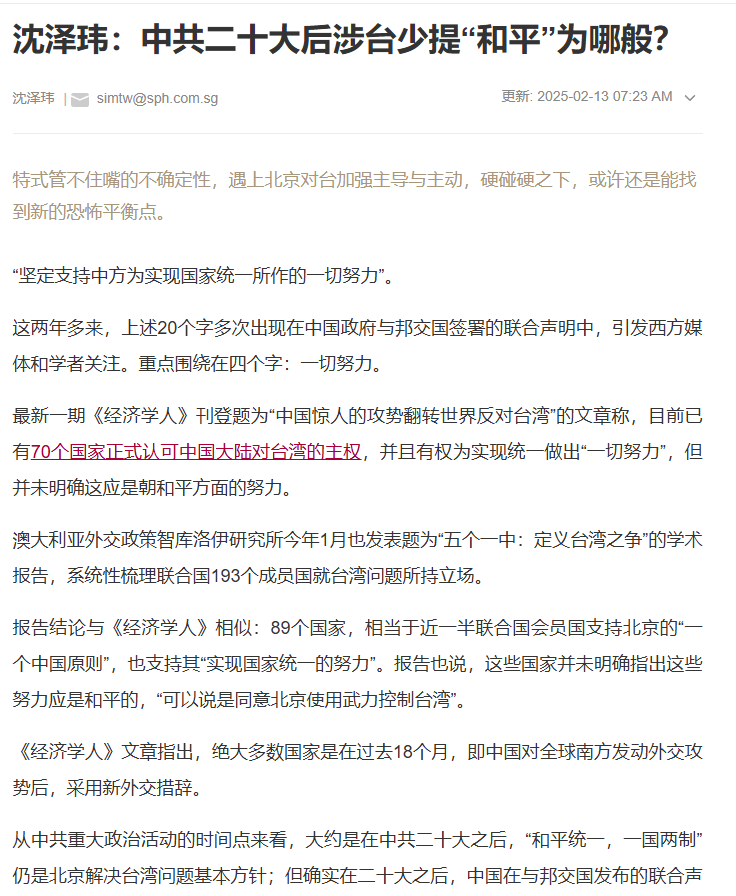 沈泽玮：中共二十大后涉台少提“和平”为哪般？
沈泽玮 | simtw@sph.com.sg
更新: 2025-02-13 07:23 AM
特式管不住嘴的不确定性，遇上北京对台加强主导与主动，硬碰硬之下，或许还是能找
到新的恐怖平衡点。
“坚定支持中方为实现国家统一所作的一切努力”。
这两年多来，上述20个字多次出现在中国政府与邦交国签署的联合声明中，引发西方媒
体和学者关注。重点围绕在四个字：一切努力。
最新一期《经济学人》刊登题为“中国惊人的攻势翻转世界反对台湾”的文章称，目前已
有70个国家正式认可中国大陆对台湾的主权，并且有权为实现统一做出“一切努力”，但
并未明确这应是朝和平方面的努力。
澳大利亚外交政策智库洛伊研究所今年1月也发表题为“五个一中：定义台湾之争”的学术
报告，系统性梳理联合国193个成员国就台湾问题所持立场。
报告结论与《经济学人》相似：89个国家，相当于近一半联合国会员国支持北京的“一
个中国原则”，也支持其“实现国家统一的努力”。报告也说，这些国家并未明确指出这些
努力应是和平的，“可以说是同意北京使用武力控制台湾”。
《经济学人》文章指出，绝大多数国家是在过去18个月，即中国对全球南方发动外交攻
势后，采用新外交措辞。
从中共重大政治活动的时间点来看，大约是在中共二十大之后，“和平统一，一国两制”
仍是北京解决台湾问题基本方针；但确实在二十大之后，中国在与邦交国发布的联合声